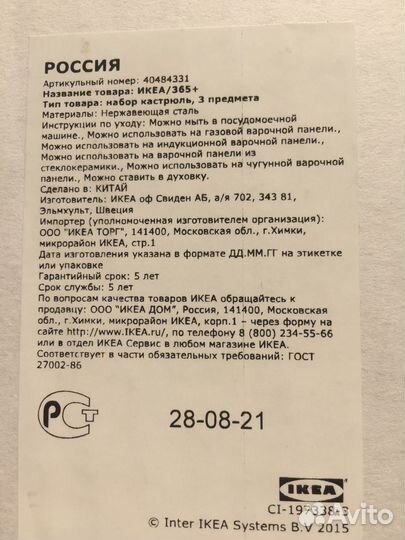 РОССИЯ
Артикульный номер: 40484331
Название товара: ИКЕА/365+
Тип товара: набор кастрюль, 3 предмета
Материалы: Нержавеющая сталь
Инструкции по уходу: Можно мыть в посудомоечной
машине., Можно использовать на газовой варочной панели.,
Можно использовать на индукционной варочной панели.,
Можно использовать на варочной панели из
стеклокерамики., Можно использовать на чугунной варочной
панели., Можно ставить в духовку.
Сделано в: КИТАЙ
Изготовитель: ИКЕА оф Свиден АБ, а/я 702, 343 81,
Эльмхульт, Швеция
Импортер (уполномоченная изготовителем организация):
ООО "ИКЕА ТОРГ", 141400, Московская обл., г.Химки,
микрорайон ИКЕА, стр.1
Дата изготовления указана в формате ДД.ММ.ГГ на этикетке
или упаковке
Гарантийный срок: 5 лет
Срок службы: 5 лет
По вопросам качества товаров ИКЕА обращайтесь к
продавцу: ООО "ИКЕА ДОМ", Россия, 141400, Московская
обл., г.Химки, микрорайон ИКЕА, корп.1 – через форму на
сайте http://www.IKEA.ru/, по телефону 8 (800) 234-55-66
или в отдел ИКЕА Сервис в любом магазине ИКЕА.
Соответствует в части обязательных требований: ГОСТ
27002-86
РСТ
28-08-21
IKEA
CI-197338-3
© Inter IKEA Systems B.V 2015
Avito